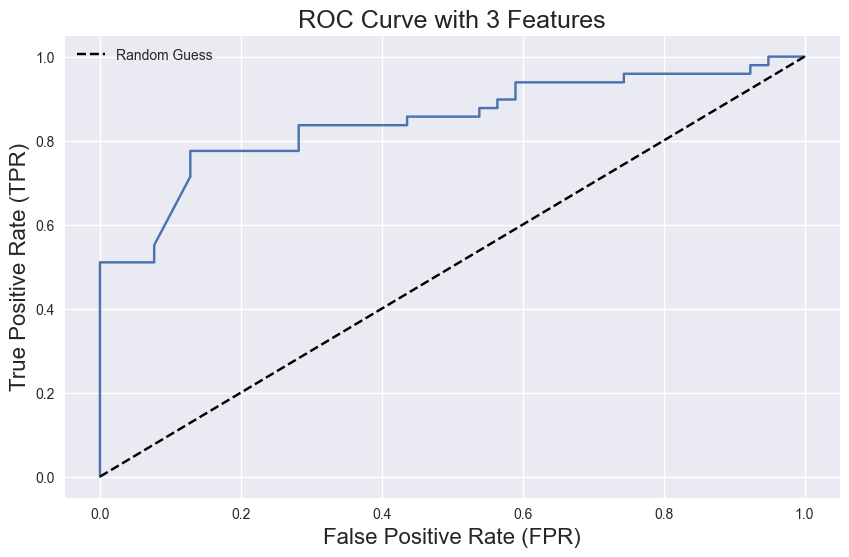 ROC Curve with 3 Features
Random Guess
True Positive Rate (TPR)
1.0
0.8
0.6
0.4
0.2
0.0
0.0 0.2 0.4 0.6 0.8 1.0
False Positive Rate (FPR)